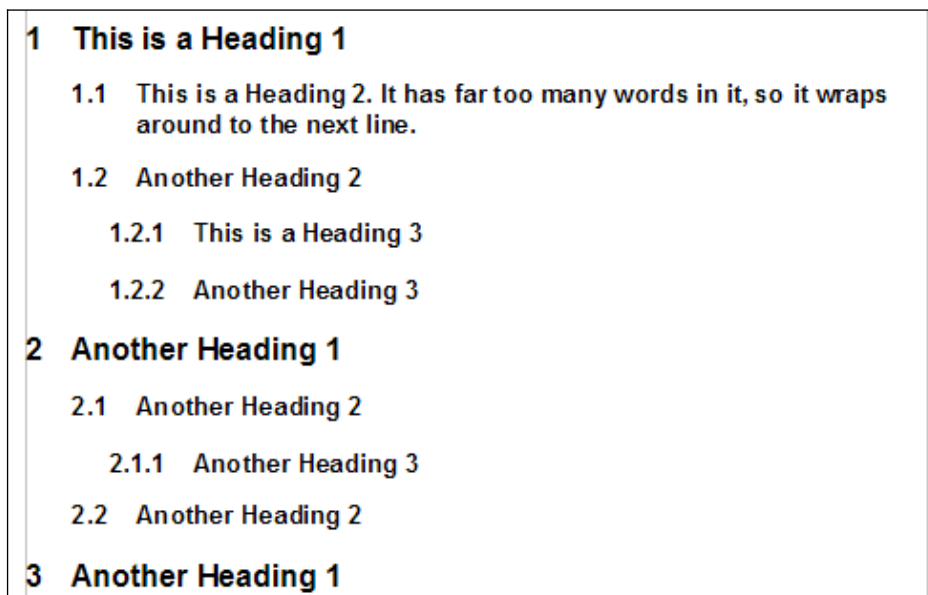 1 This is a Heading 1
1.1 This is a Heading 2. It has far too many words in it, so it wraps
around to the next line.
1.2 Another Heading 2
1.2.1 This is a Heading 3
1.2.2 Another Heading 3
2 Another Heading 1
2.1 Another Heading 2
2.1.1 Another Heading 3
2.2 Another Heading 2
3 Another Heading 1